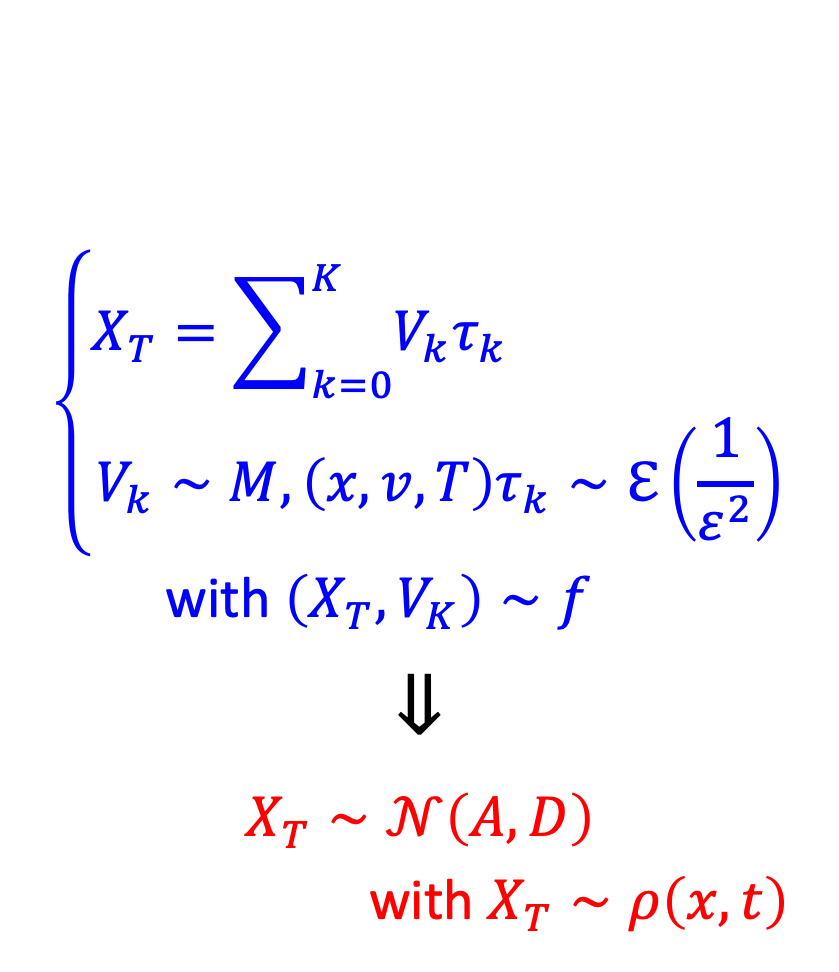 X_T = ∑_{k=0}^{K} V_k τ_k
V_k ~ M, (x, v, T)τ_k ~ ℇ(1/ε²)
with (X_T, V_K) ~ f
⇓
X_T ~ 𝒩(A, D)
with X_T ~ ρ(x, t)